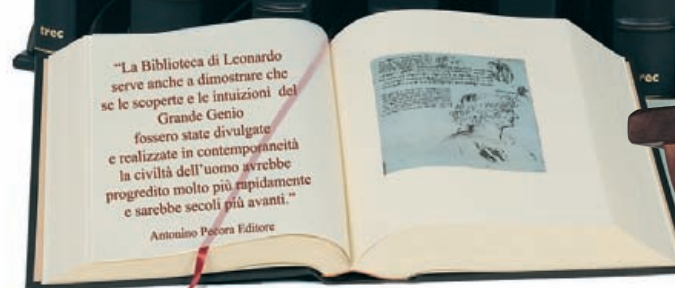 trec
“La Biblioteca di Leonardo
serve anche a dimostrare che
se le scoperte e le intuizioni del
Grande Genio
fossero state divulgate
e realizzate in contemporaneità
la civiltà dell’uomo avrebbe
progredito molto più rapidamente
e sarebbe secoli più avanti.”
Antonino Pecora Editore
rec